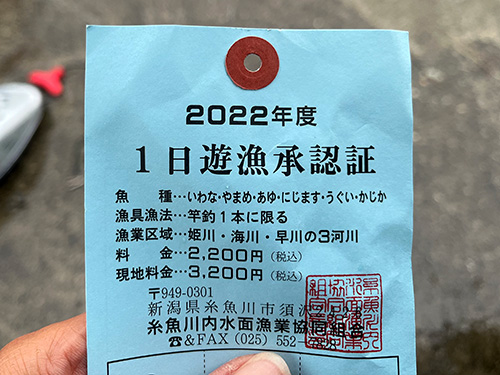 2022年度
1日遊漁承認証
魚 種…いわな・やまめ・あゆ・にじます・うぐい・かじか
漁具漁法…竿釣1本に限る
漁業区域…姫川・海川・早川の3河川
料 金…2,200円(税込)
現地料金…3,200円(税込)
〒949-0301
新潟県糸魚川市須沢
糸魚川内水面漁業協同組合
☎&FAX (025) 552-